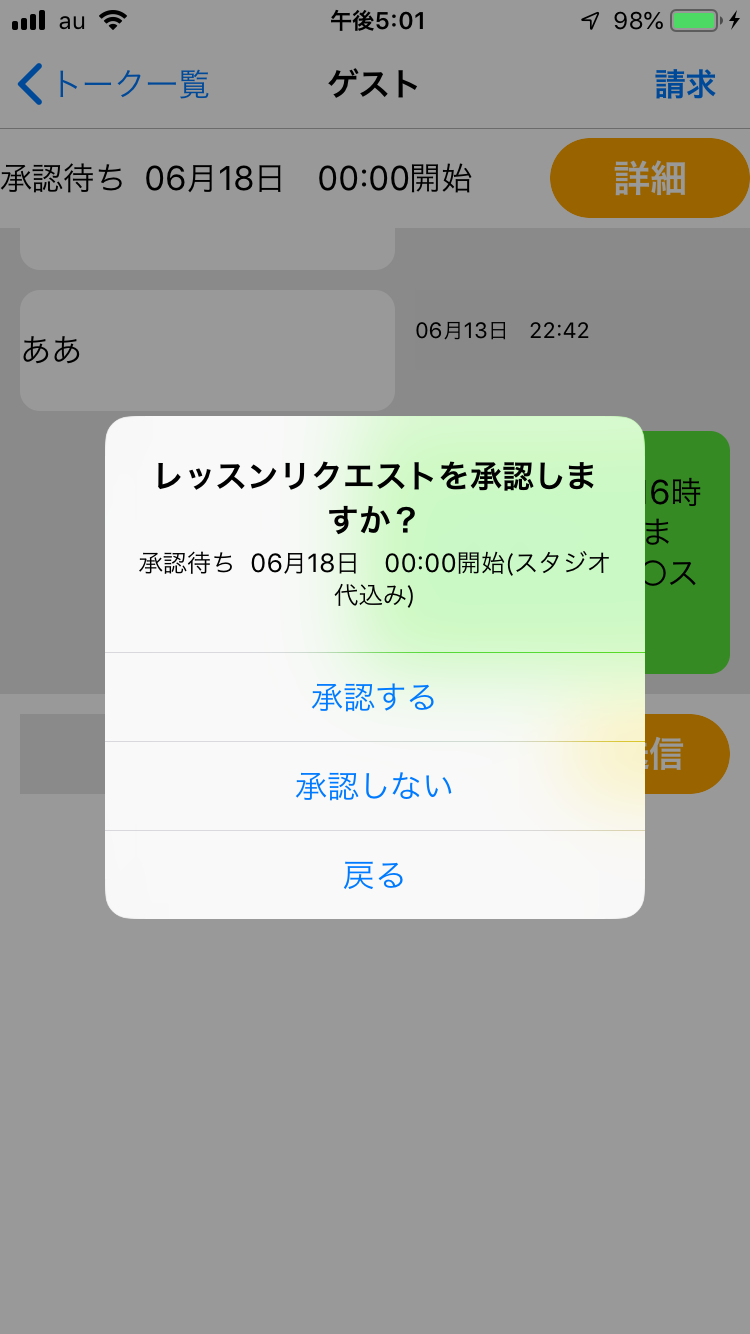 au 午後5:01 98%
トーク一覧 ゲスト 請求
承認待ち 06月18日　00:00開始 詳細
ああ
06月13日　22:42
6時
ま
〇ス
レッスンリクエストを承認しま
すか？
承認待ち 06月18日　00:00開始(スタジオ
代込み)
承認する
信
承認しない
戻る